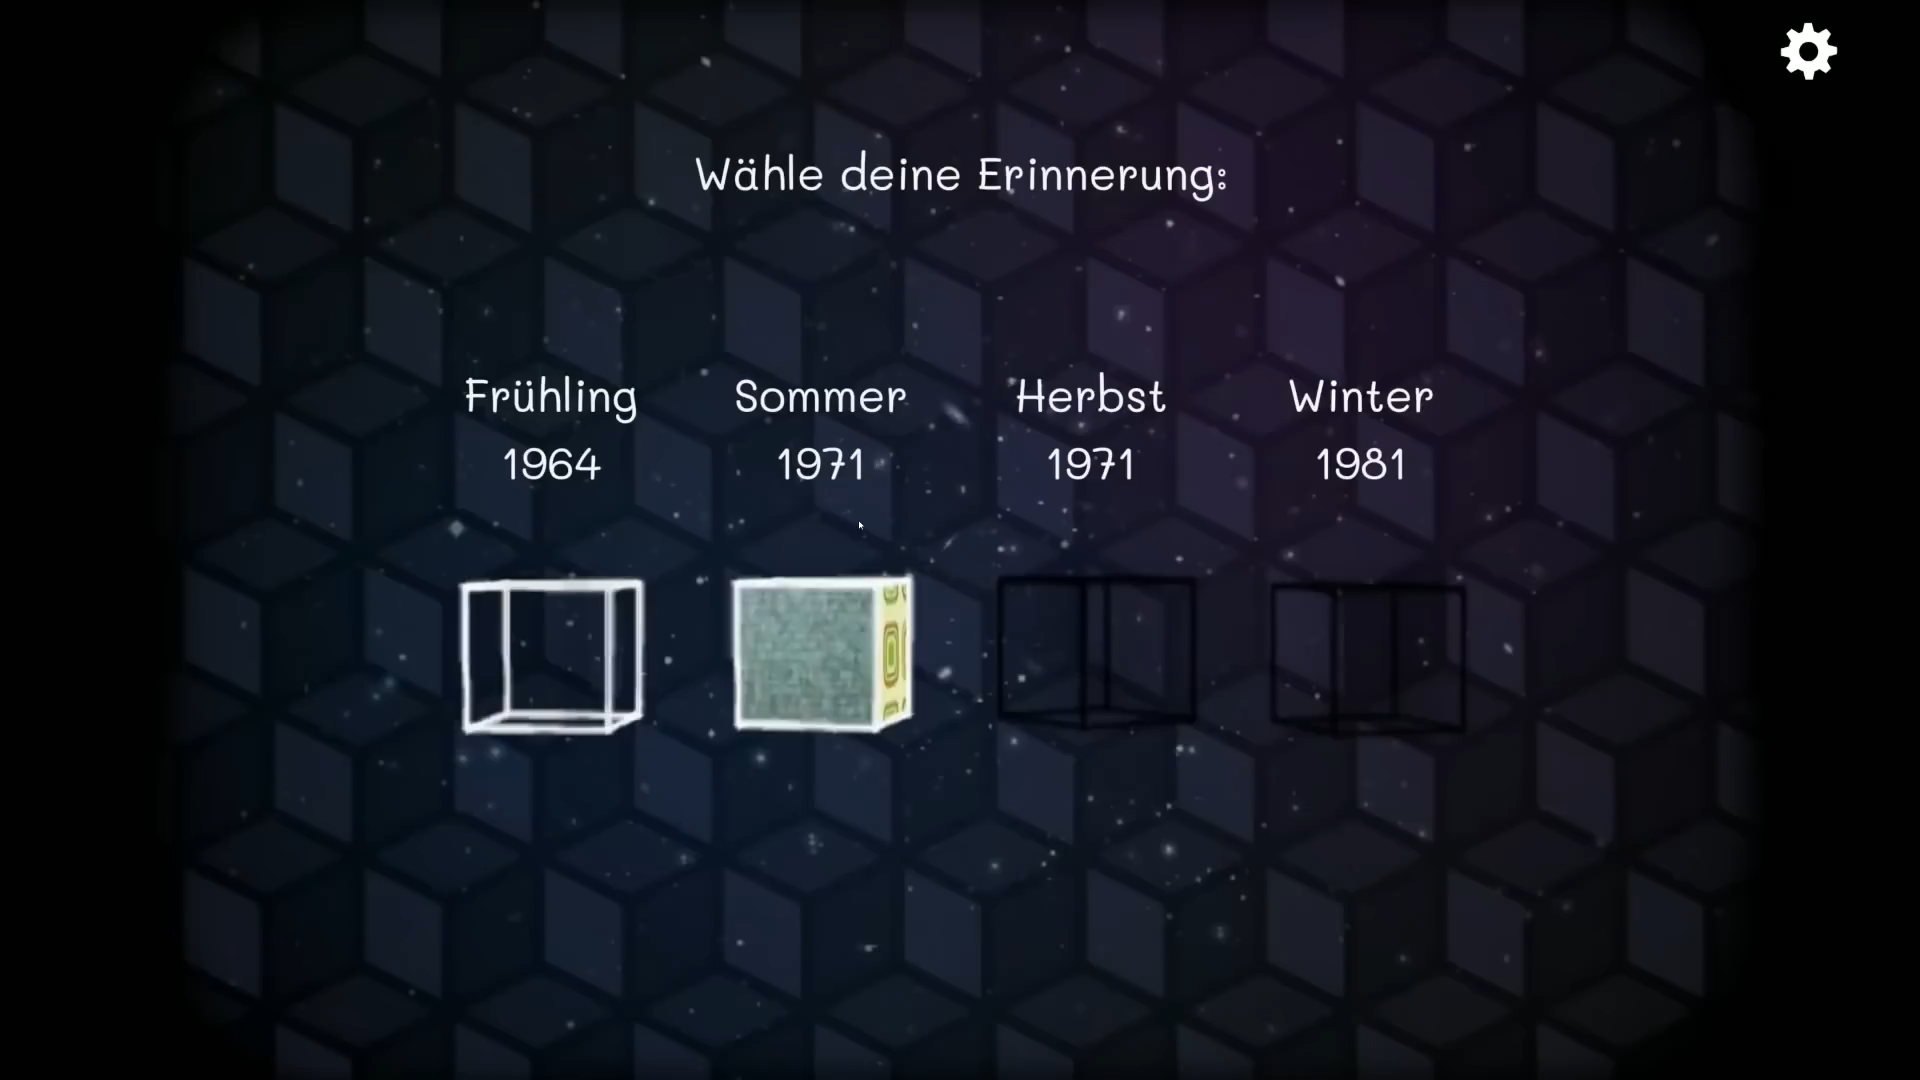 Wähle deine Erinnerung:
Frühling Sommer Herbst Winter
1964 1971 1971 1981